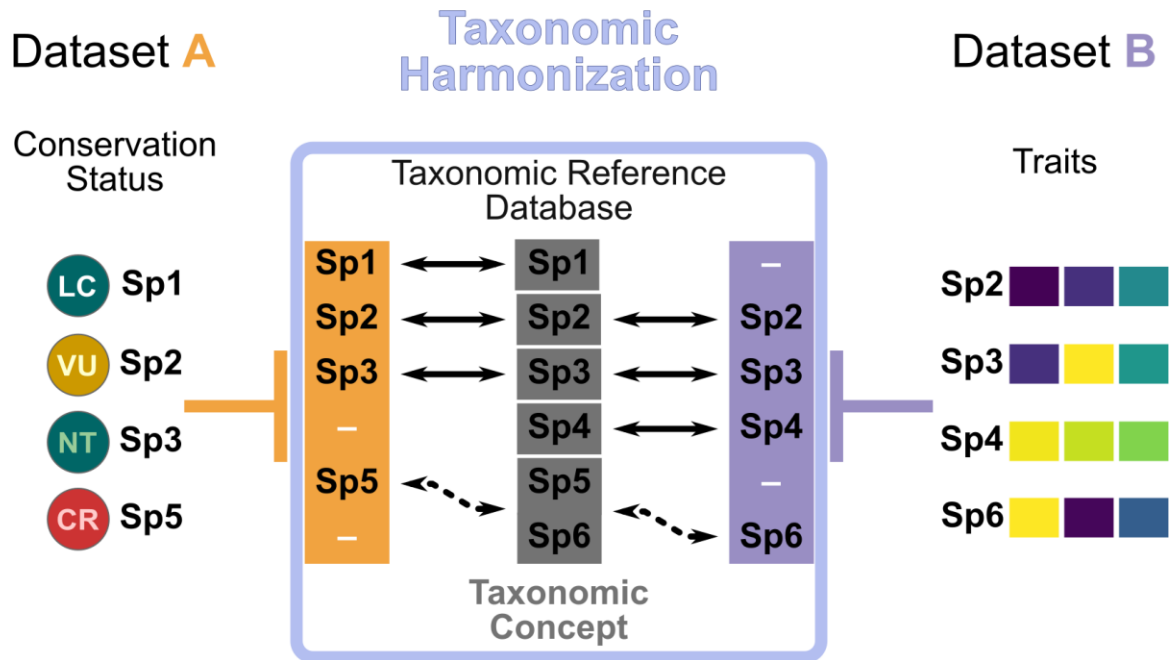 Dataset A
Taxonomic
Harmonization
Dataset B
Conservation
Status
LC Sp1
VU Sp2
NT Sp3
CR Sp5
Taxonomic Reference
Database
Sp1 Sp1 –
Sp2 Sp2 Sp2
Sp3 Sp3 Sp3
– Sp4 Sp4
Sp5 Sp5 –
– Sp6 Sp6
Taxonomic
Concept
Traits
Sp2
Sp3
Sp4
Sp6